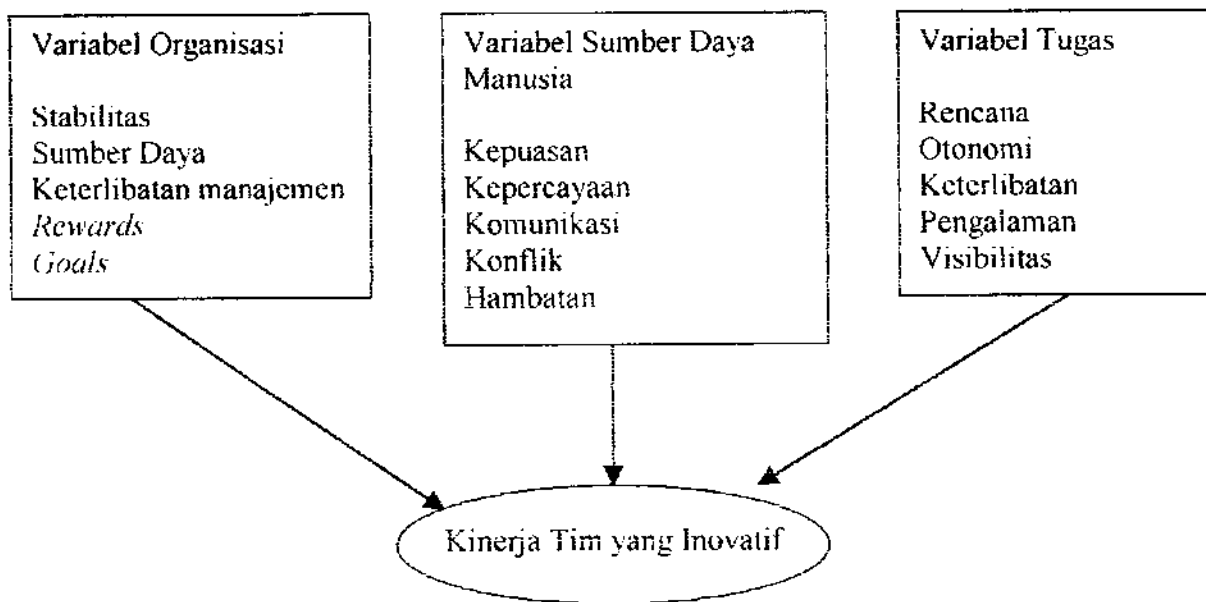 Variabel Organisasi
Stabilitas
Sumber Daya
Keterlibatan manajemen
Rewards
Goals
Variabel Sumber Daya
Manusia
Kepuasan
Kepercayaan
Komunikasi
Konflik
Hambatan
Variabel Tugas
Rencana
Otonomi
Keterlibatan
Pengalaman
Visibilitas
Kinerja Tim yang Inovatif